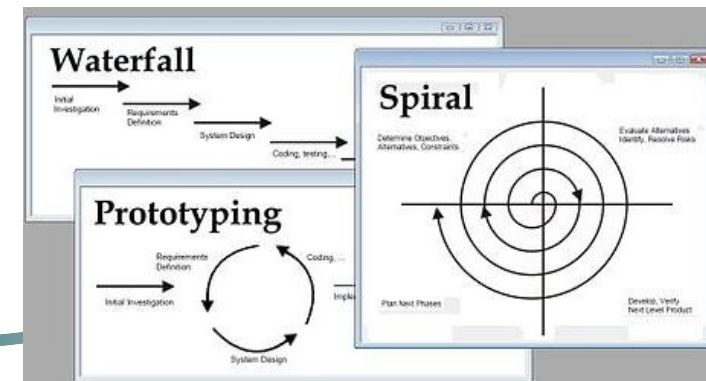 Waterfall
Initial
Investigation
Requirements
Definition
System Design
Coding, testing,...
Prototyping
Requirements
Definition
Coding, ...
Initial Investigation
System Design
Spiral
Determine Objectives,
Alternatives, Constraints
Evaluate Alternatives
Identify, Resolve Risks
Plan Next Phases
Develop, Verify
Next Level Product